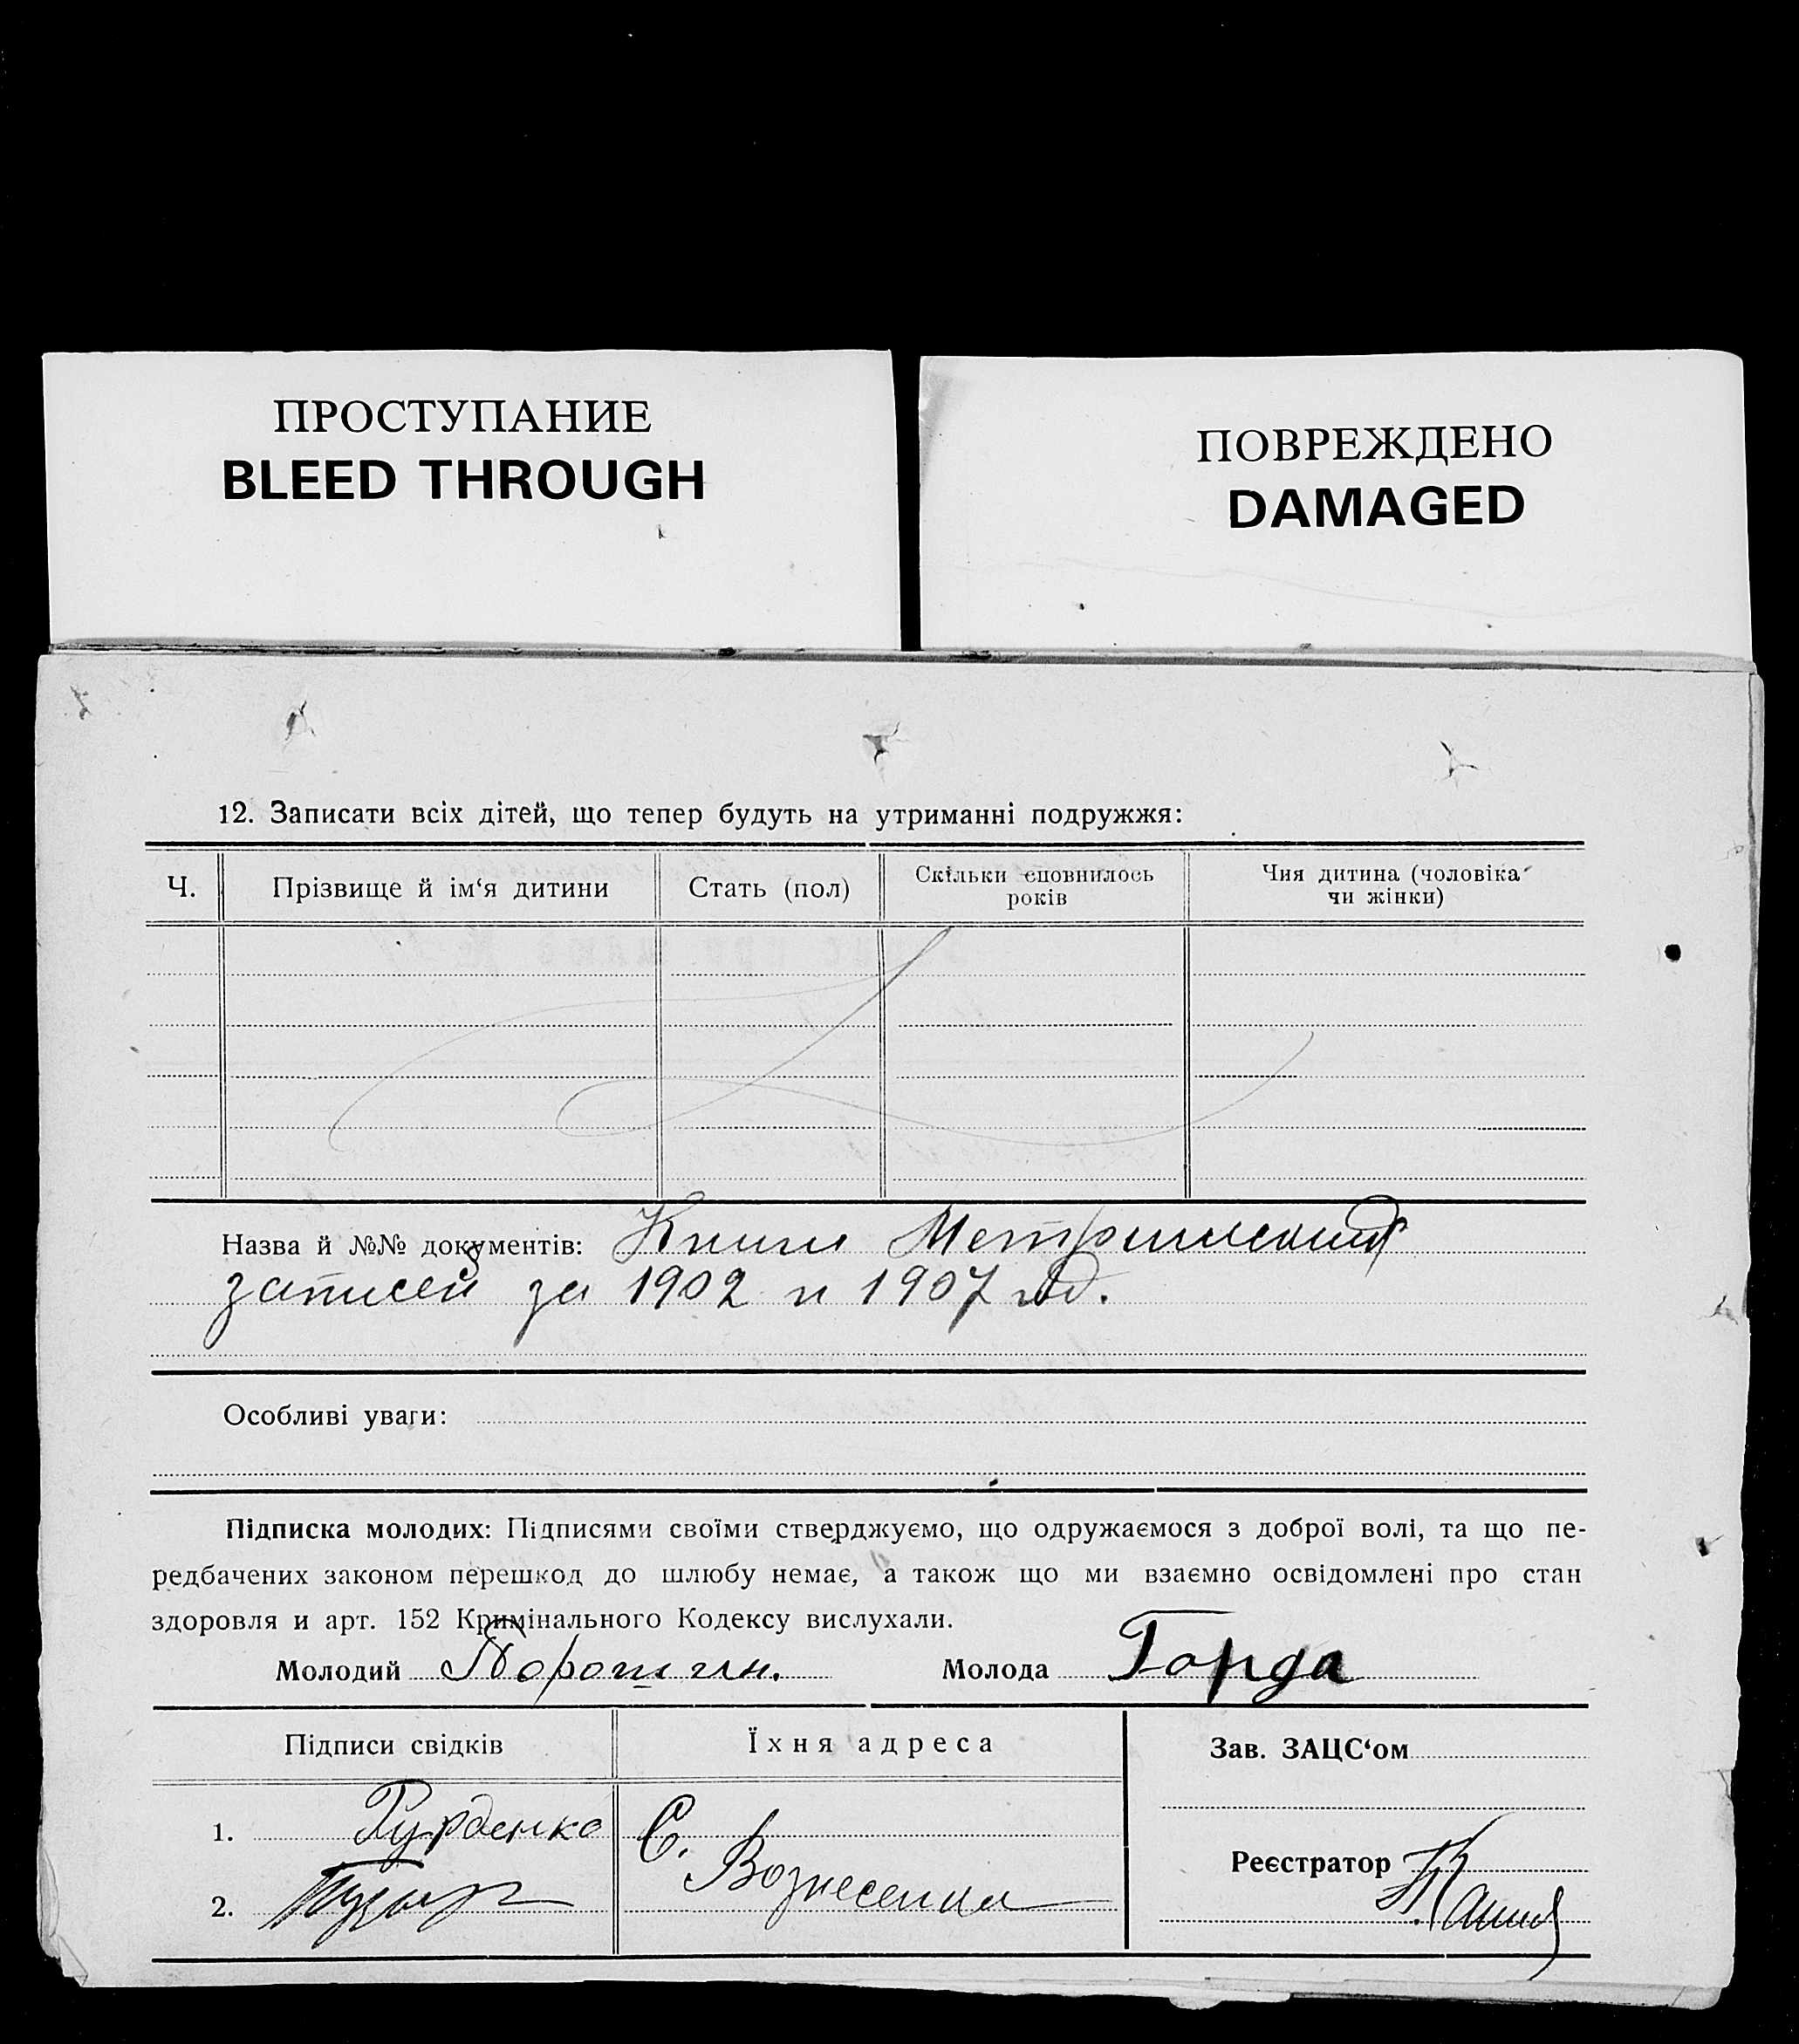 ПРОСТУПАНИЕ
BLEED THROUGH
ПОВРЕЖДЕНО
DAMAGED
12. Записати всіх дітей, що тепер будуть на утриманні подружжя:
Ч.
Прізвище й ім‘я дитини
Стать (пол)
Скільки сповнилось
років
Чия дитина (чоловіка
чи жінки)
Назва й №№ документів: Книги Метрических
записей за 1902 и 1907 год.
Особливі уваги:
Підписка молодих: Підписями своїми стверджуємо, що одружаємося з доброї волі, та що пе-
редбачених законом перешкод до шлюбу немає, а також що ми взаємно освідомлені про стан
здоровля и арт. 152 Кримінального Кодексу вислухали.
Молодий
Молода Горда
Підписи свідків
Їхня адреса
Зав. ЗАЦС‘ом
1.
С.
2.
Вознесенка
Реєстратор